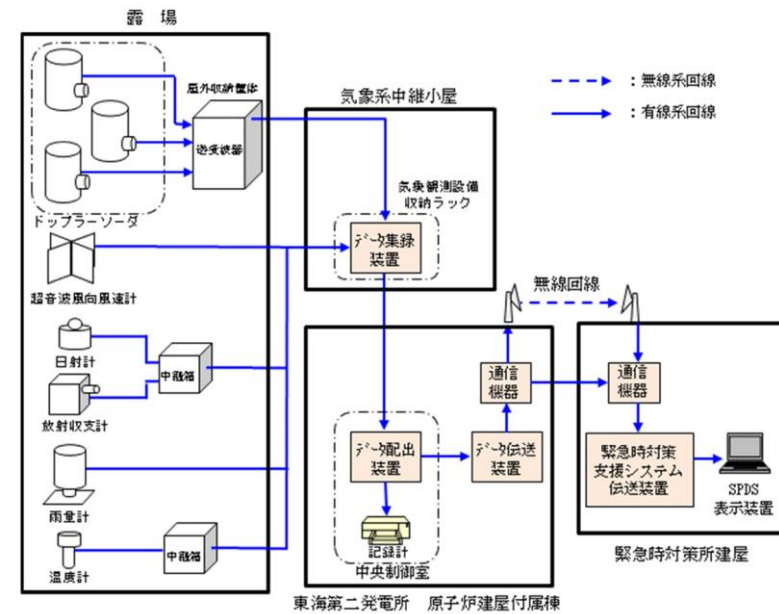 露　場
屋外収納筐体
送受波器
ドップラーソーダ
超音波風向風速計
日射計
放射収支計
中継箱
雨量計
温度計
中継箱
気象系中継小屋
気象観測設備
収納ラック
データ集録
装置
：無線系回線
：有線系回線
無線回線
通信
機器
データ配出
装置
データ伝送
装置
記録計
中央制御室
東海第二発電所　原子炉建屋付属棟
通信
機器
緊急時対策
支援システム
伝送装置
SPDS
表示装置
緊急時対策所建屋